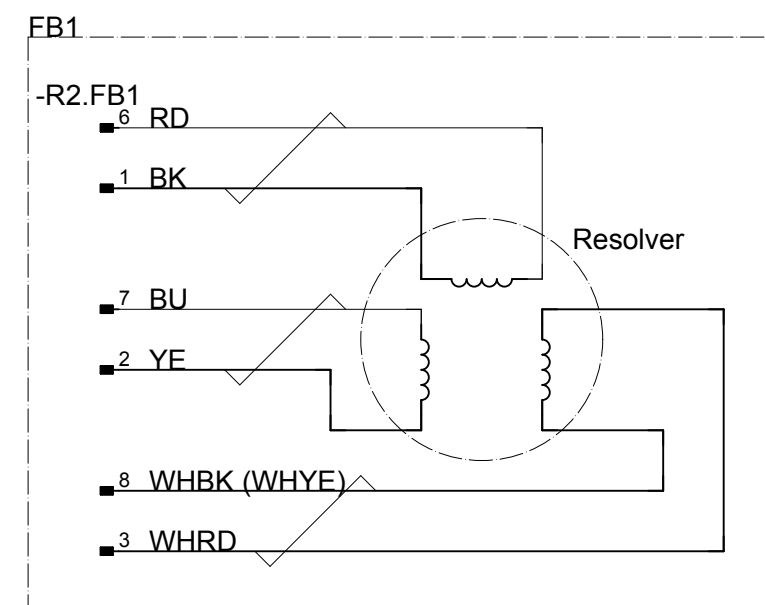 FB1
-R2.FB1
6 RD
1 BK
Resolver
7 BU
2 YE
8 WHBK (WHYE)
3 WHRD